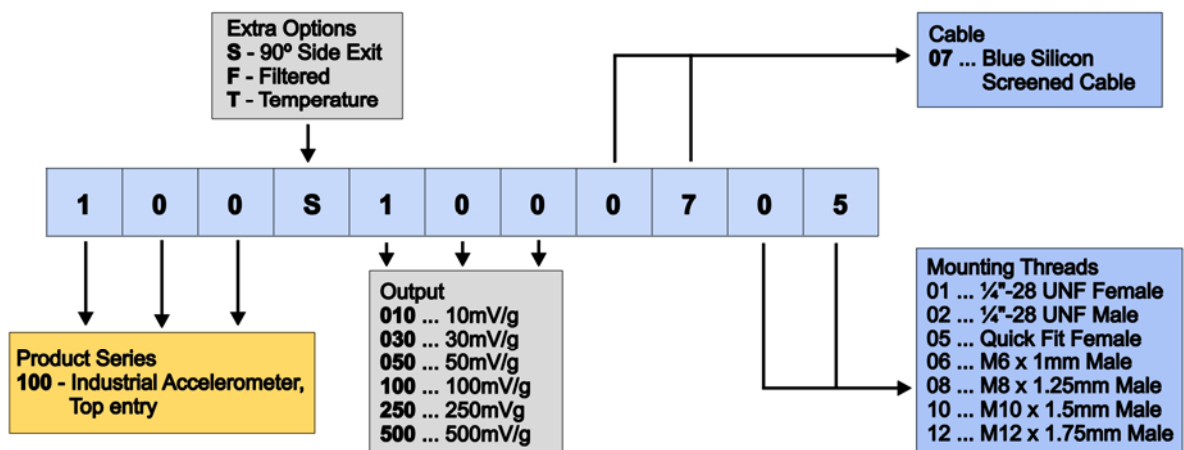 Extra Options
S - 90º Side Exit
F - Filtered
T - Temperature
Cable
07 ... Blue Silicon
Screened Cable
1 0 0 S 1 0 0 0 7 0 5
Product Series
100 - Industrial Accelerometer,
Top entry
Output
010 ... 10mV/g
030 ... 30mV/g
050 ... 50mV/g
100 ... 100mV/g
250 ... 250mVg
500 ... 500mV/g
Mounting Threads
01 ... ¼"-28 UNF Female
02 ... ¼"-28 UNF Male
05 ... Quick Fit Female
06 ... M6 x 1mm Male
08 ... M8 x 1.25mm Male
10 ... M10 x 1.5mm Male
12 ... M12 x 1.75mm Male